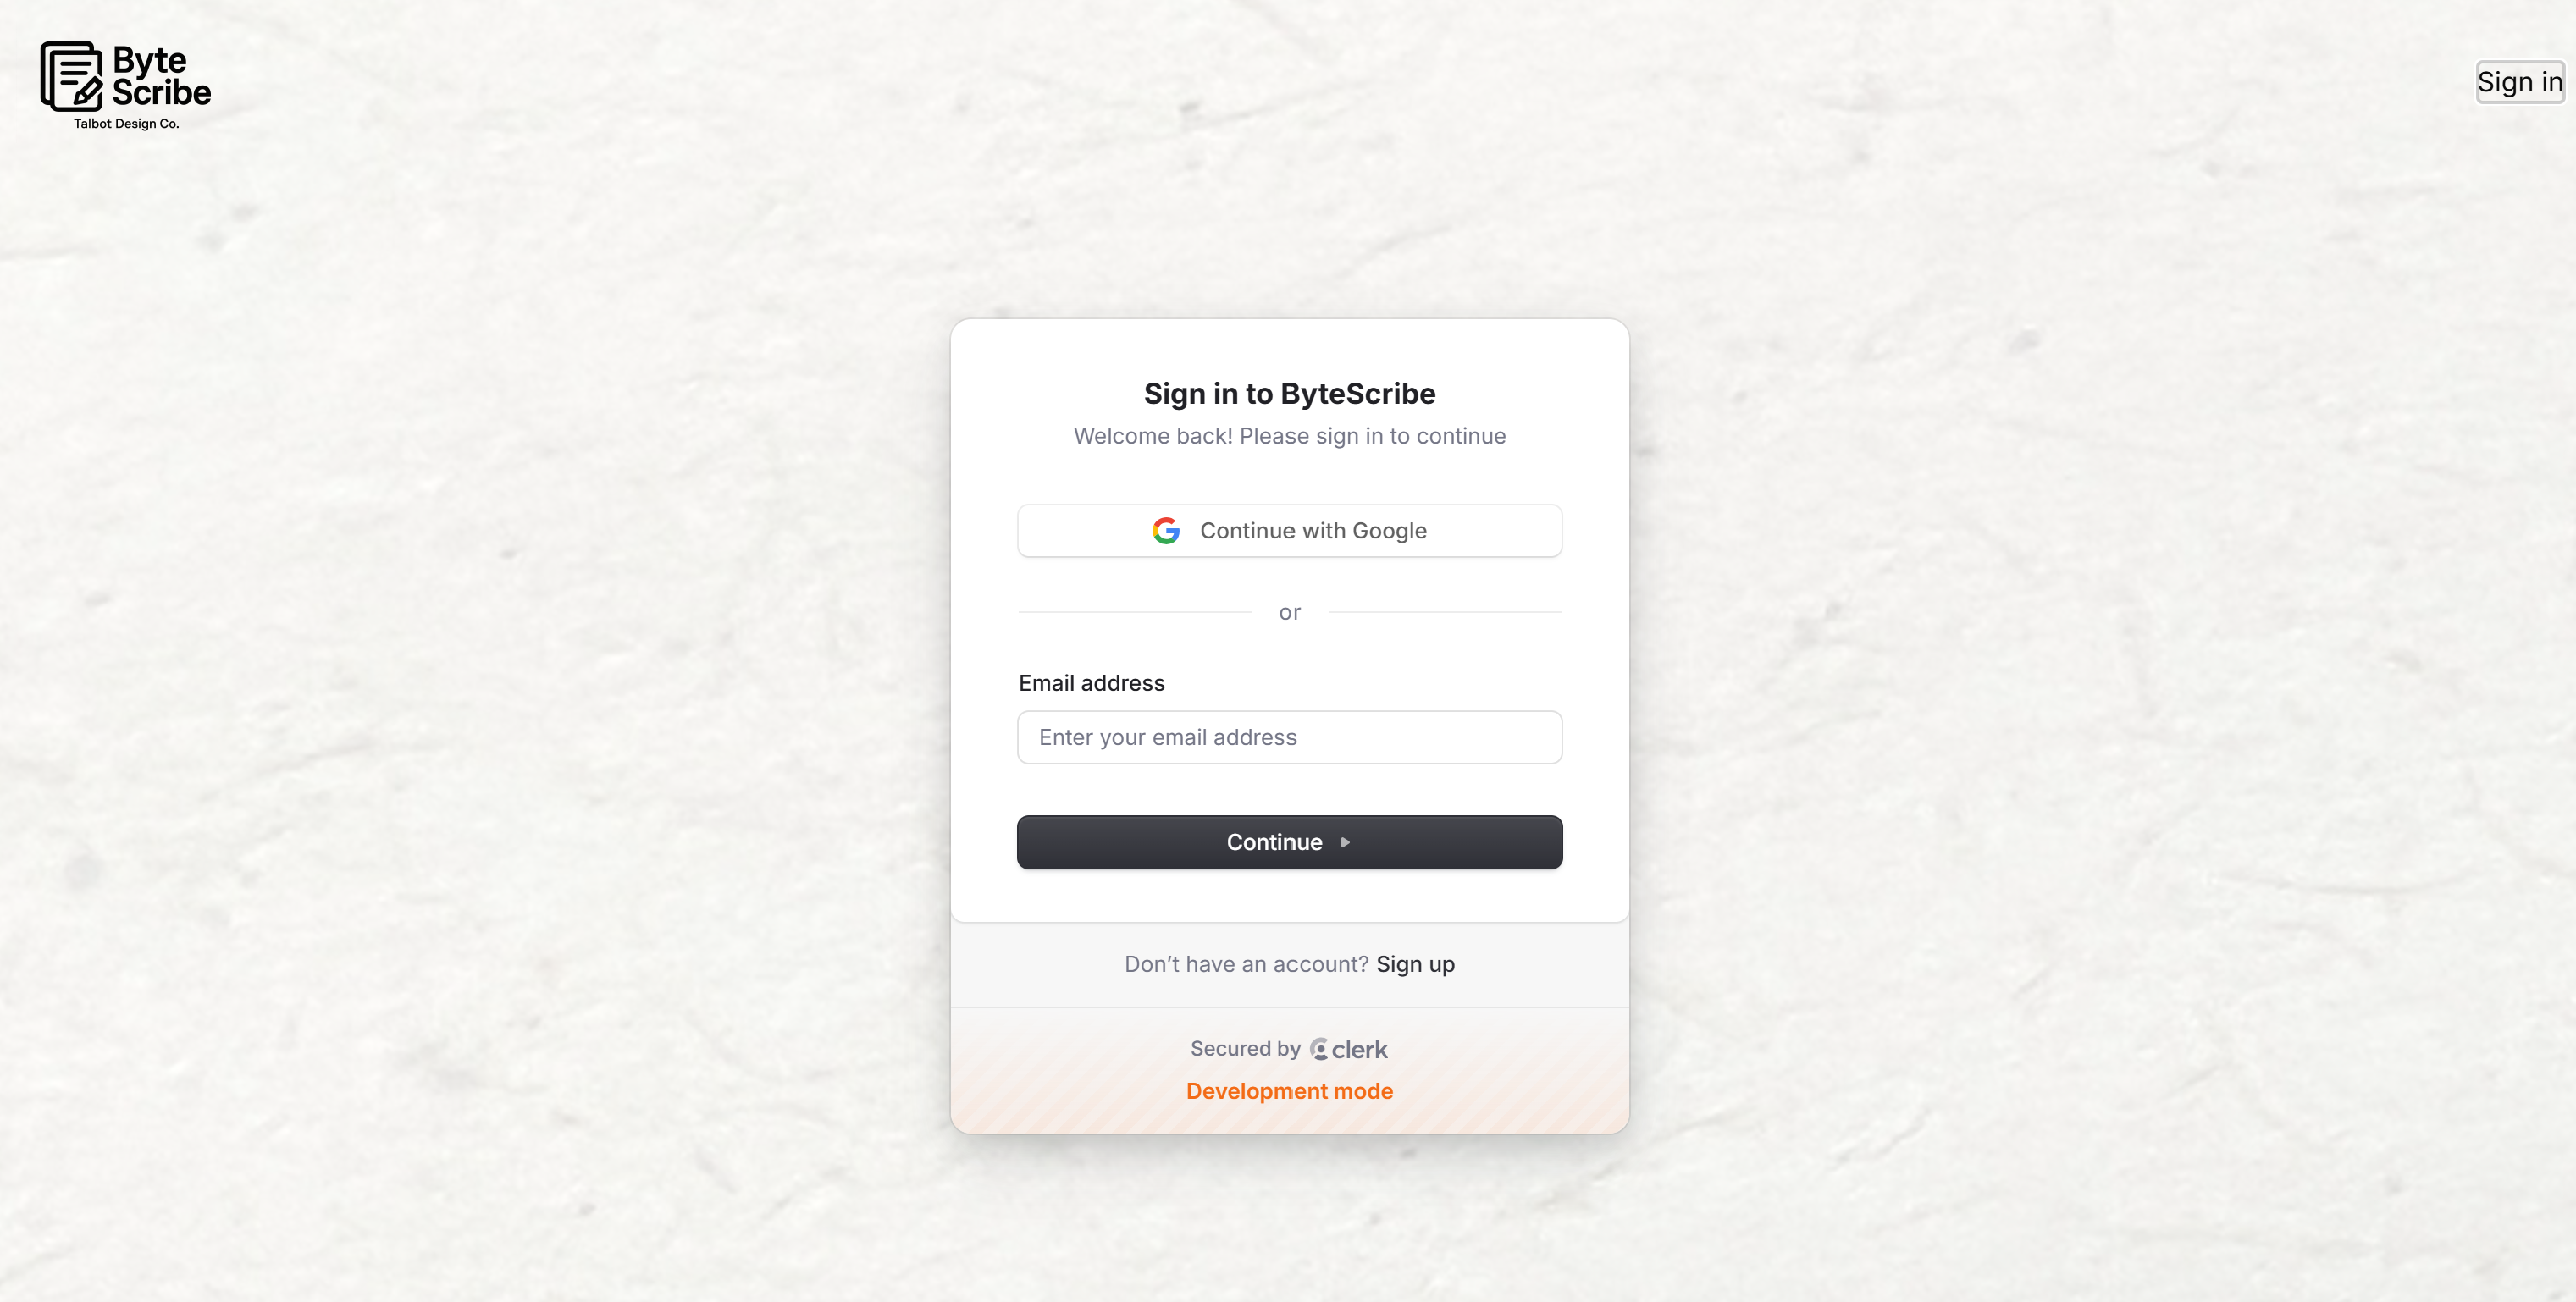 Byte
Scribe
Talbot Design Co.
Sign in
Sign in to ByteScribe
Welcome back! Please sign in to continue
Continue with Google
or
Email address
Enter your email address
Continue
Don’t have an account? Sign up
Secured by clerk
Development mode